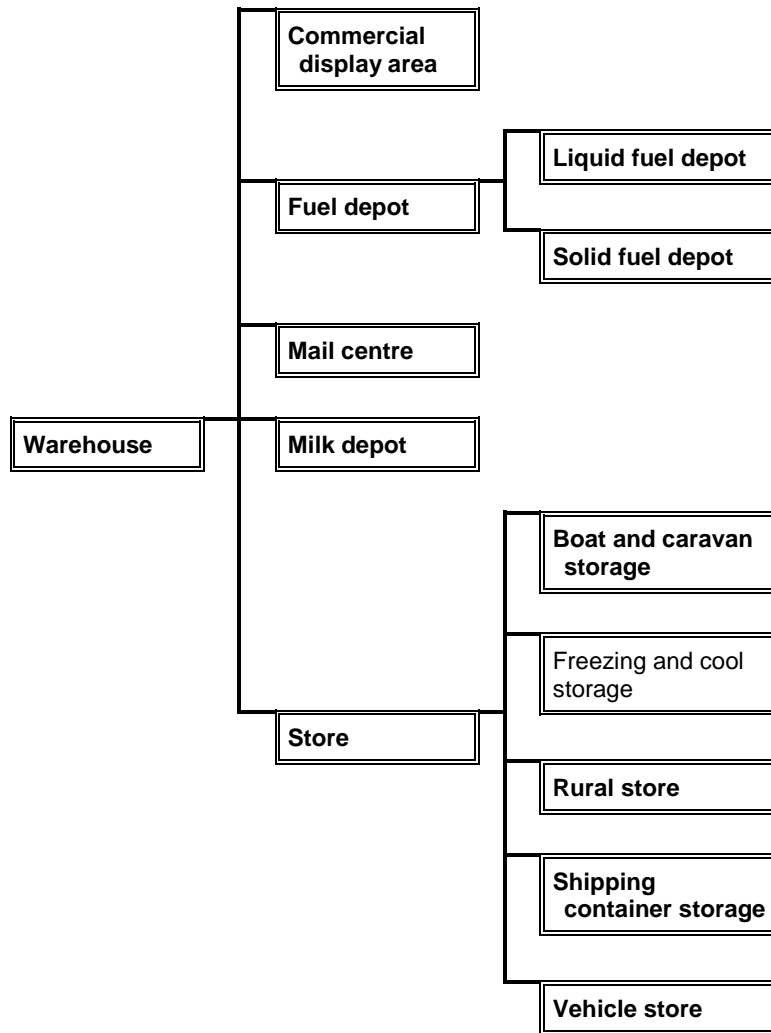 Commercial
display area
Liquid fuel depot
Fuel depot
Solid fuel depot
Mail centre
Warehouse
Milk depot
Boat and caravan
storage
Freezing and cool
storage
Store
Rural store
Shipping
container storage
Vehicle store